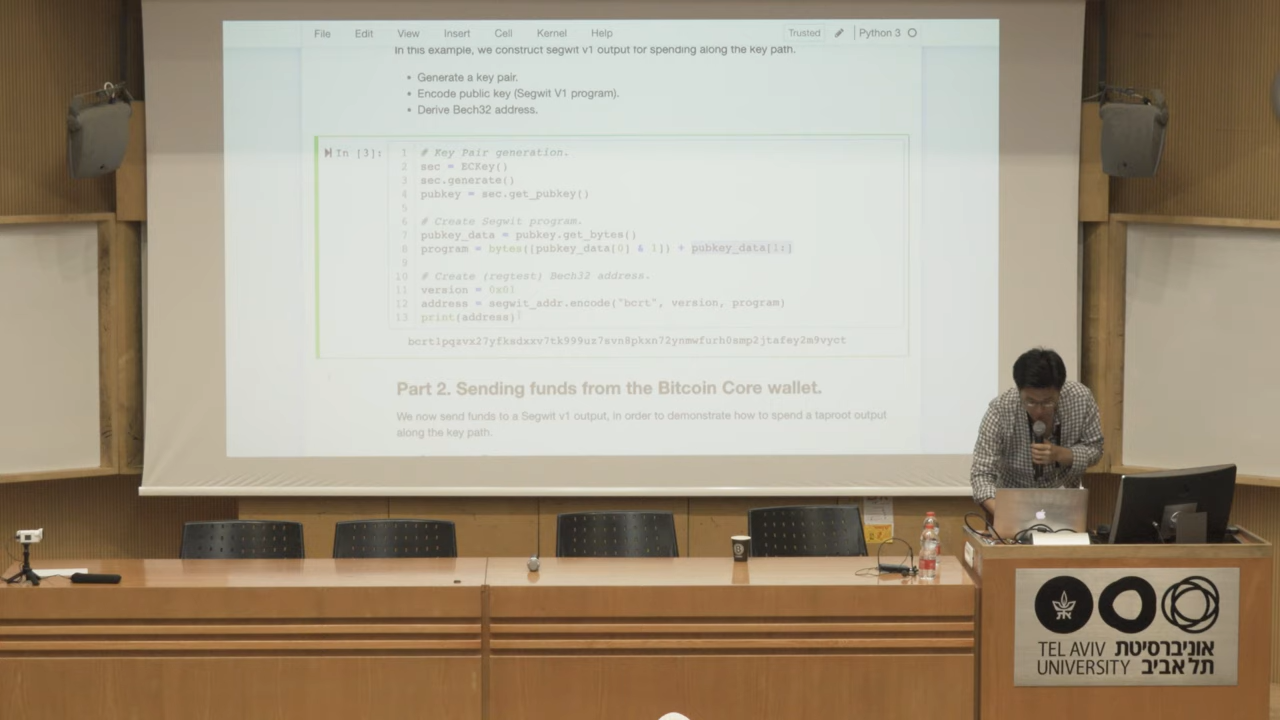 File Edit View Insert Cell Kernel Help Trusted Python 3
In this example, we construct segwit v1 output for spending along the key path.
• Generate a key pair.
• Encode public key (Segwit V1 program).
• Derive Bech32 address.
In [3]:
1 # Key Pair generation.
2 sec = ECKey()
3 sec.generate()
4 pubkey = sec.get_pubkey()
5
6 # Create Segwit program.
7 pubkey_data = pubkey.get_bytes()
8 program = bytes([pubkey_data[0] & 1]) + pubkey_data[1:]
9
10 # Create (regtest) Bech32 address.
11 version = 0x01
12 address = segwit_addr.encode("bcrt", version, program)
13 print(address)
Part 2. Sending funds from the Bitcoin Core wallet.
We now send funds to a Segwit v1 output, in order to demonstrate how to spend a taproot output
along the key path.
TEL AVIV אוניברסיטת
UNIVERSITY תל אביב